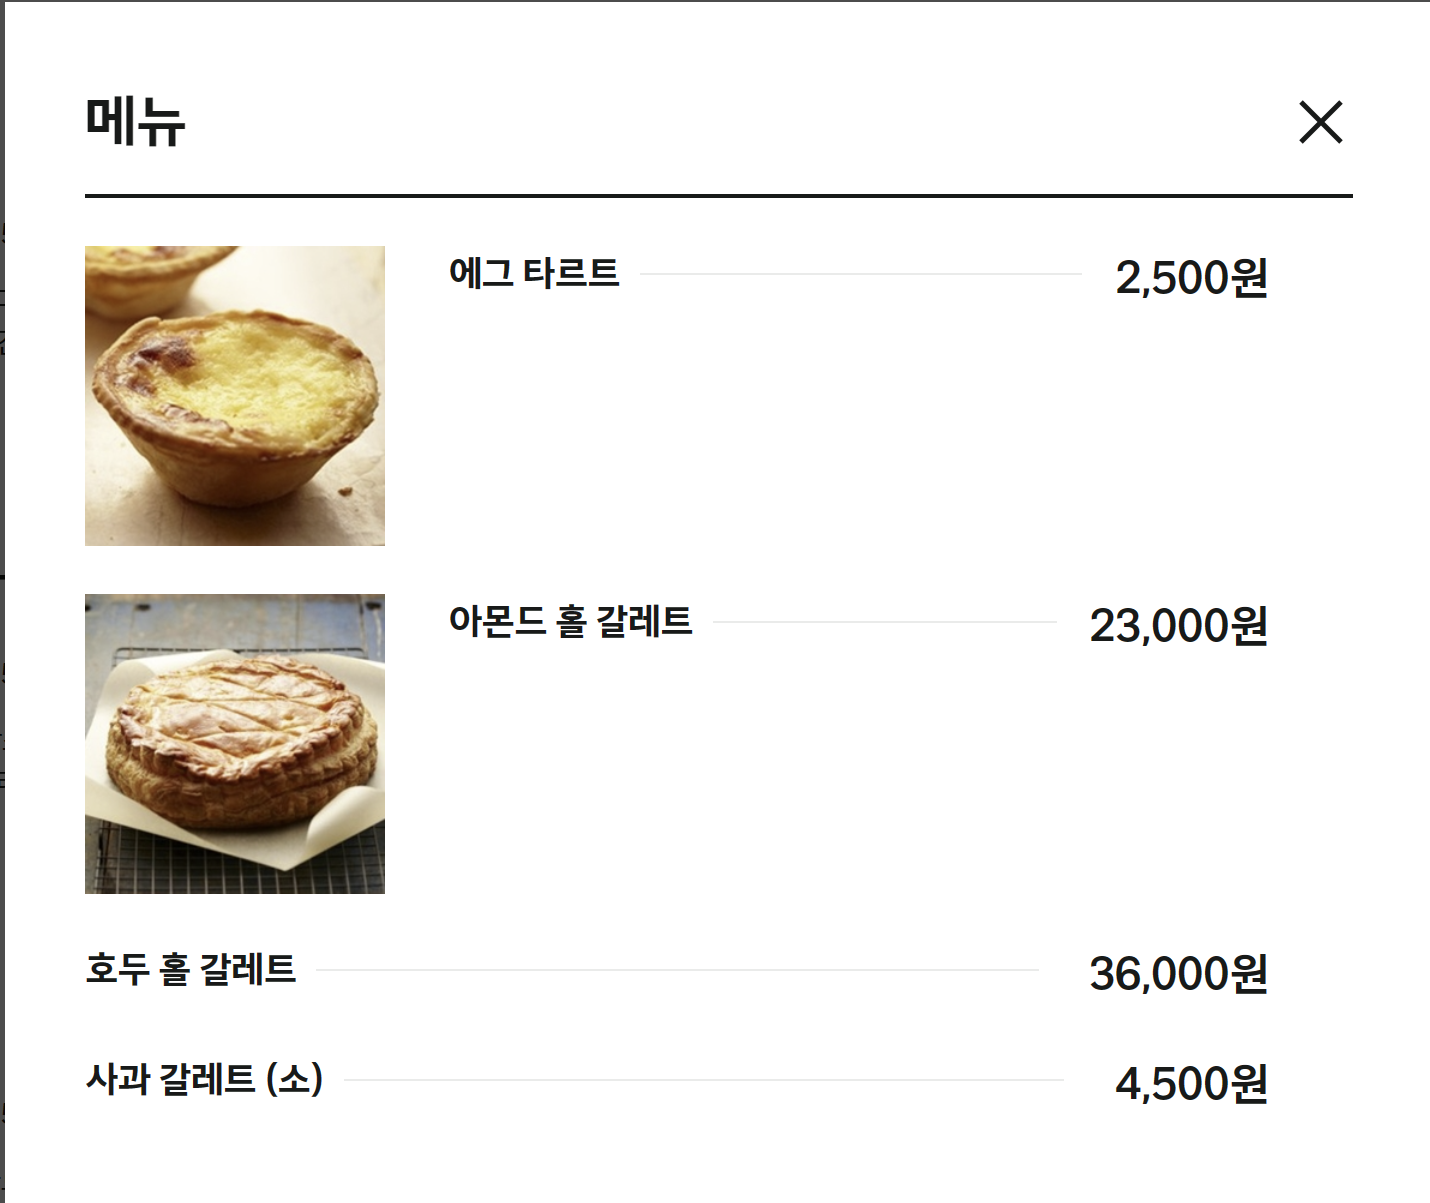 메뉴
에그 타르트 2,500원
아몬드 홀 갈레트 23,000원
호두 홀 갈레트 36,000원
사과 갈레트 (소) 4,500원